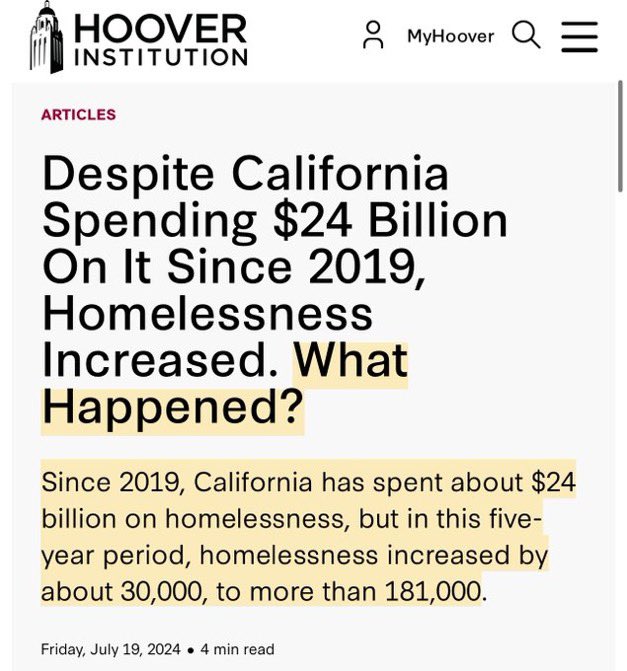 HOOVER
INSTITUTION
MyHoover
ARTICLES
Despite California
Spending $24 Billion
On It Since 2019,
Homelessness
Increased. What
Happened?
Since 2019, California has spent about $24
billion on homelessness, but in this five-
year period, homelessness increased by
about 30,000, to more than 181,000.
Friday, July 19, 2024 • 4 min read